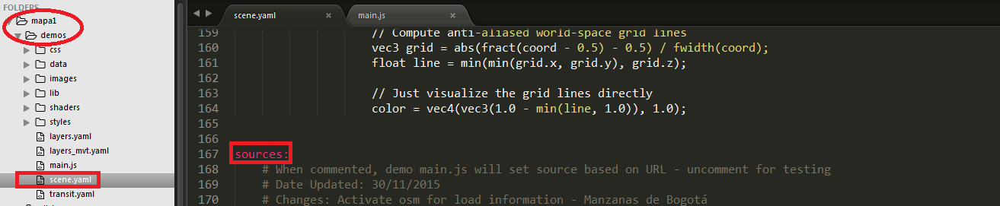 FOLDERS
mapa1
demos
css
data
images
lib
shaders
styles
layers.yaml
layers_mvt.yaml
main.js
scene.yaml
transit.yaml
scene.yaml ×
main.js ×
159 // Compute anti-aliased world-space grid lines
160 vec3 grid = abs(fract(coord - 0.5) - 0.5) / fwidth(coord);
161 float line = min(min(grid.x, grid.y), grid.z);
162
163 // Just visualize the grid lines directly
164 color = vec4(vec3(1.0 - min(line, 1.0)), 1.0);
165
166
167 sources:
168 # When commented, demo main.js will set source based on URL - uncomment for testing
169 # Date Updated: 30/11/2015
170 # Changes: Activate osm for load information - Manzanas de Bogotá